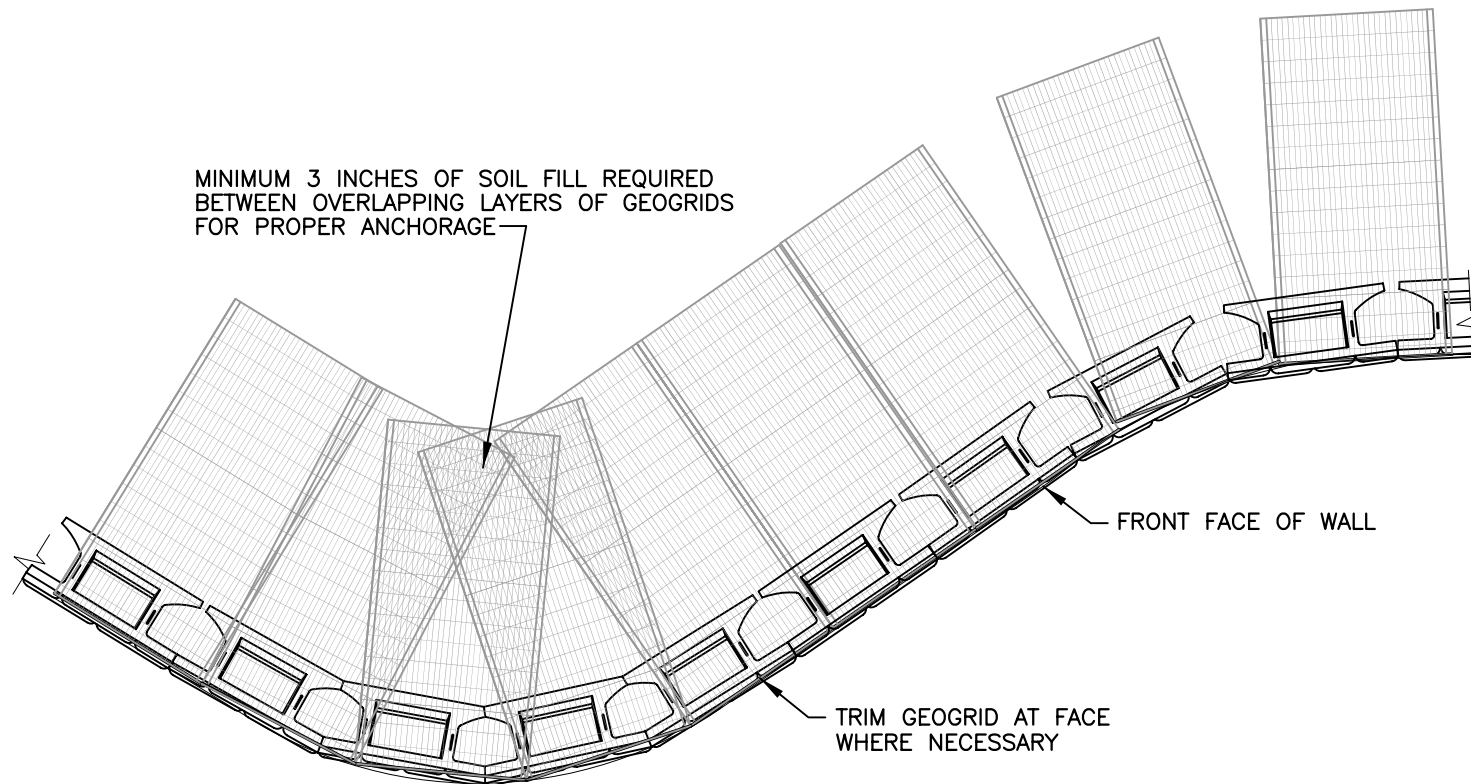 MINIMUM 3 INCHES OF SOIL FILL REQUIRED
BETWEEN OVERLAPPING LAYERS OF GEOGRIDS
FOR PROPER ANCHORAGE
FRONT FACE OF WALL
TRIM GEOGRID AT FACE
WHERE NECESSARY